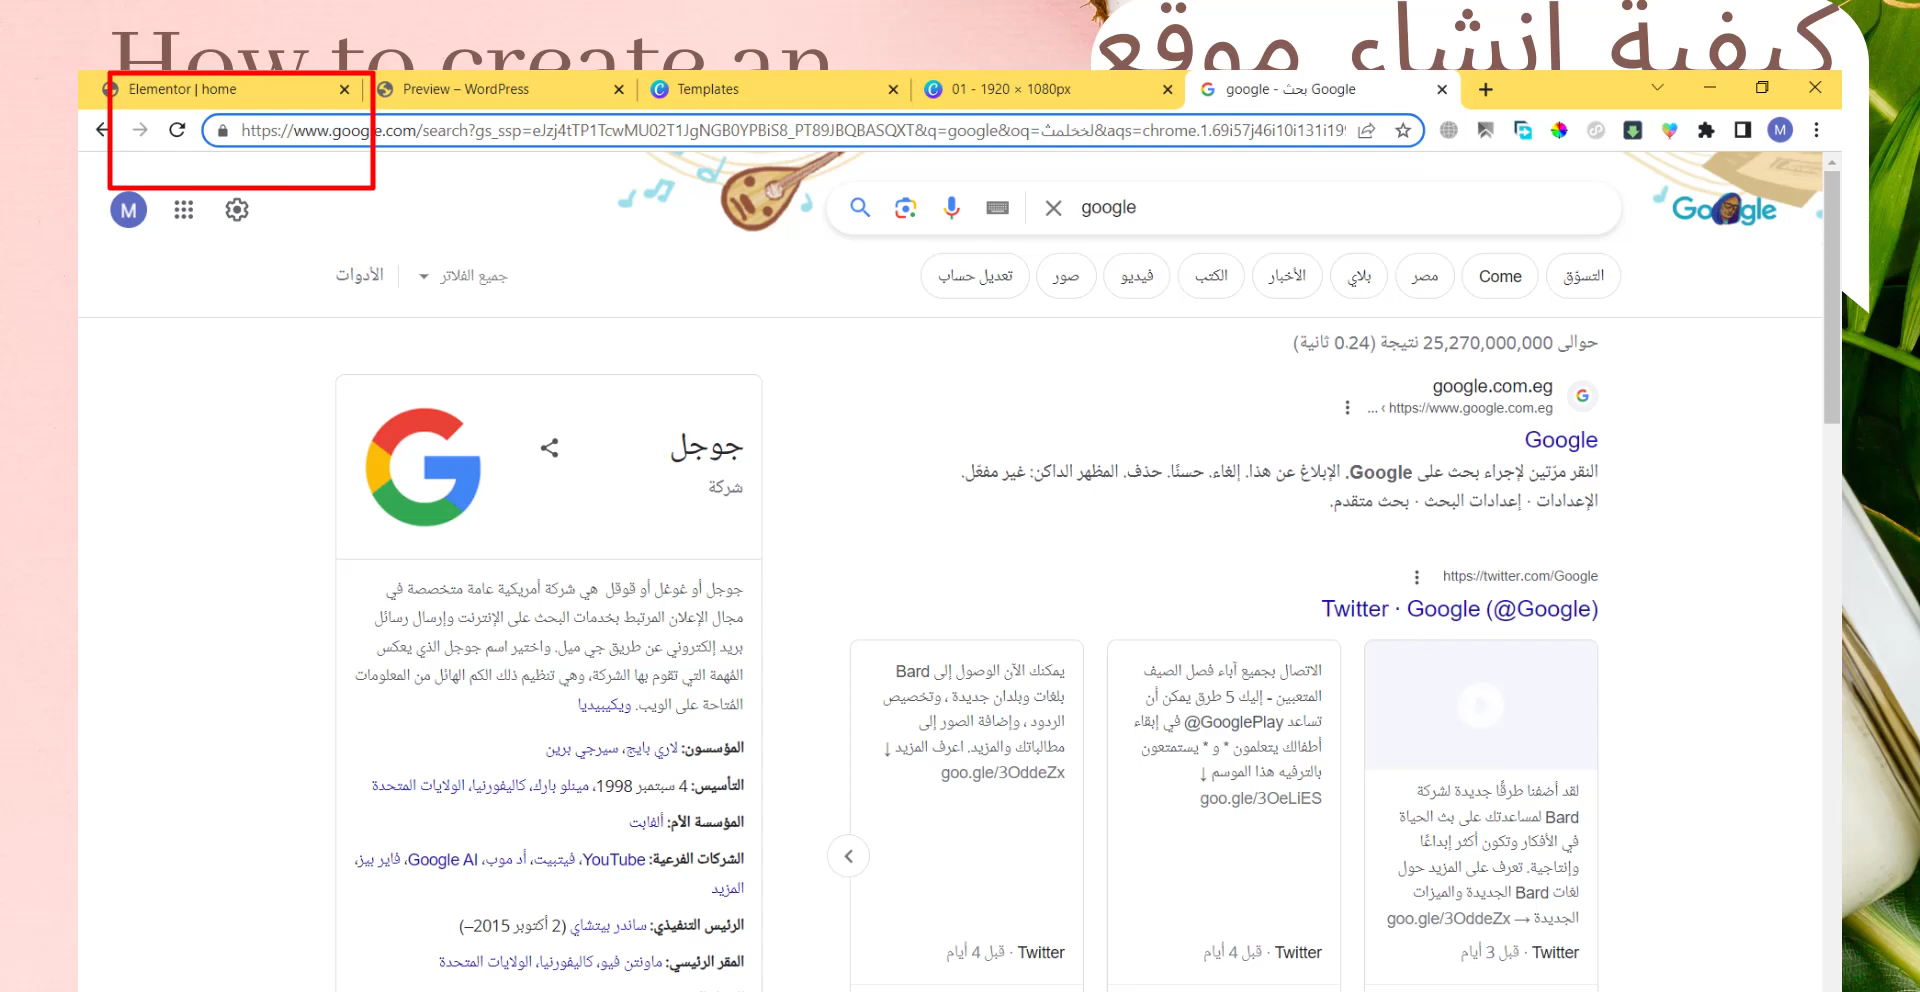 How to create an
كيفية انشاء موقع
Elementor | home
Preview – WordPress
Templates
01 - 1920 × 1080px
google - بحث Google
https://www.google.com/search?gs_ssp=eJzj4tTP1TcwMU02T1JgNGB0YPBiS8_PT89JBQBASQXT&q=google&oq=لخخلمث&aqs=chrome.1.69i57j46i10i131i19
M
M
google
Google
التسوّق
Come
مصر
بلاي
الأخبار
الكتب
فيديو
صور
تعديل حساب
جميع الفلاتر
الأدوات
حوالى 25,270,000,000 نتيجة (0.24 ثانية)
google.com.eg
https://www.google.com.eg › ...
Google
النقر مرّتين لإجراء بحث على Google. الإبلاغ عن هذا. إلغاء. حسنًا. حذف. المظهر الداكن: غير مفعّل.
الإعدادات · إعدادات البحث · بحث متقدم.
https://twitter.com/Google
Twitter · Google (@Google)
لقد أضفنا طرقًا جديدة لشركة
Bard لمساعدتك على بث الحياة
في الأفكار وتكون أكثر إبداعًا
وإنتاجية. تعرف على المزيد حول
لغات Bard الجديدة والميزات
الجديدة → goo.gle/3OddeZx
Twitter · قبل 3 أيام
الاتصال بجميع آباء فصل الصيف
المتعبين - إليك 5 طرق يمكن أن
تساعد GooglePlay@ في إبقاء
أطفالك يتعلمون * و * يستمتعون
بالترفيه هذا الموسم ↓
goo.gle/3OeLiES
Twitter · قبل 4 أيام
يمكنك الآن الوصول إلى Bard
بلغات وبلدان جديدة ، وتخصيص
الردود ، وإضافة الصور إلى
مطالباتك والمزيد. اعرف المزيد ↓
goo.gle/3OddeZx
Twitter · قبل 4 أيام
جوجل
شركة
جوجل أو غوغل أو قوقل هي شركة أمريكية عامة متخصصة في
مجال الإعلان المرتبط بخدمات البحث على الإنترنت وإرسال رسائل
بريد إلكتروني عن طريق جي ميل. واختير اسم جوجل الذي يعكس
المُهمة التي تقوم بها الشركة، وهي تنظيم ذلك الكم الهائل من المعلومات
المُتاحة على الويب. ويكيبيديا
المؤسسون: لاري بايج، سيرجي برين
التأسيس: 4 سبتمبر 1998، مينلو بارك، كاليفورنيا، الولايات المتحدة
المؤسسة الأم: ألفابت
الشركات الفرعية: YouTube، فيتبيت، أد موب، Google AI، فاير بيز،
المزيد
الرئيس التنفيذي: ساندر بيتشاي (2 أكتوبر 2015–)
المقر الرئيسي: ماونتن فيو، كاليفورنيا، الولايات المتحدة